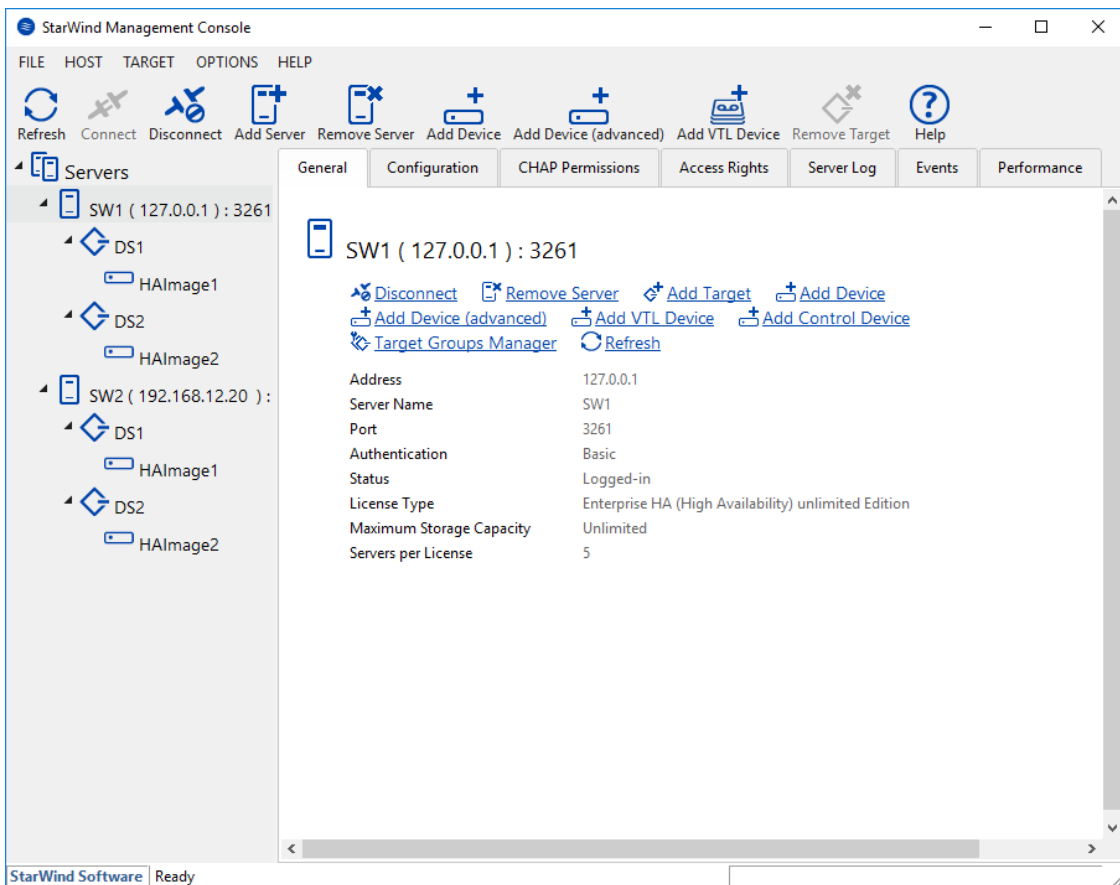 StarWind Management Console
FILE HOST TARGET OPTIONS HELP
Refresh Connect Disconnect Add Server Remove Server Add Device Add Device (advanced) Add VTL Device Remove Target Help
Servers
SW1 ( 127.0.0.1 ) : 3261
DS1
HAImage1
DS2
HAImage2
SW2 ( 192.168.12.20 ) :
DS1
HAImage1
DS2
HAImage2
General Configuration CHAP Permissions Access Rights Server Log Events Performance
SW1 ( 127.0.0.1 ) : 3261
Disconnect Remove Server Add Target Add Device
Add Device (advanced) Add VTL Device Add Control Device
Target Groups Manager Refresh
Address 127.0.0.1
Server Name SW1
Port 3261
Authentication Basic
Status Logged-in
License Type Enterprise HA (High Availability) unlimited Edition
Maximum Storage Capacity Unlimited
Servers per License 5
StarWind Software Ready